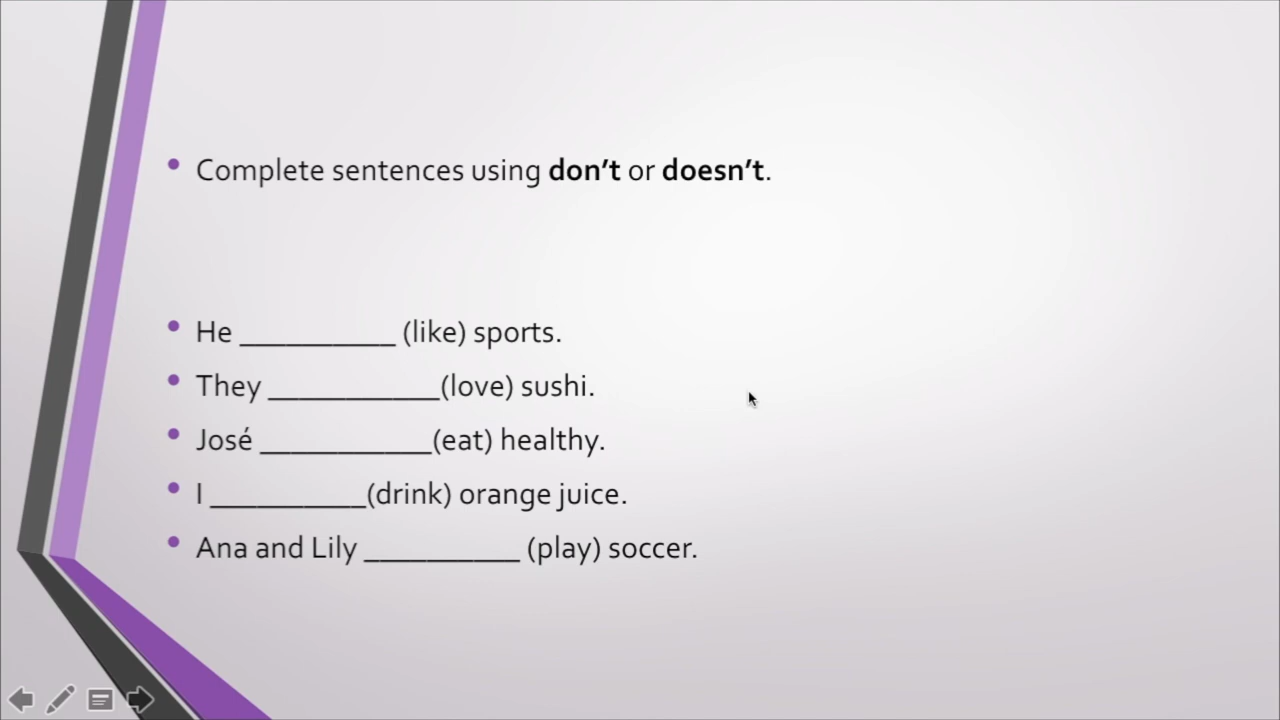 • Complete sentences using don’t or doesn’t.
• He __________ (like) sports.
• They ___________(love) sushi.
• José ___________(eat) healthy.
• I __________(drink) orange juice.
• Ana and Lily __________ (play) soccer.